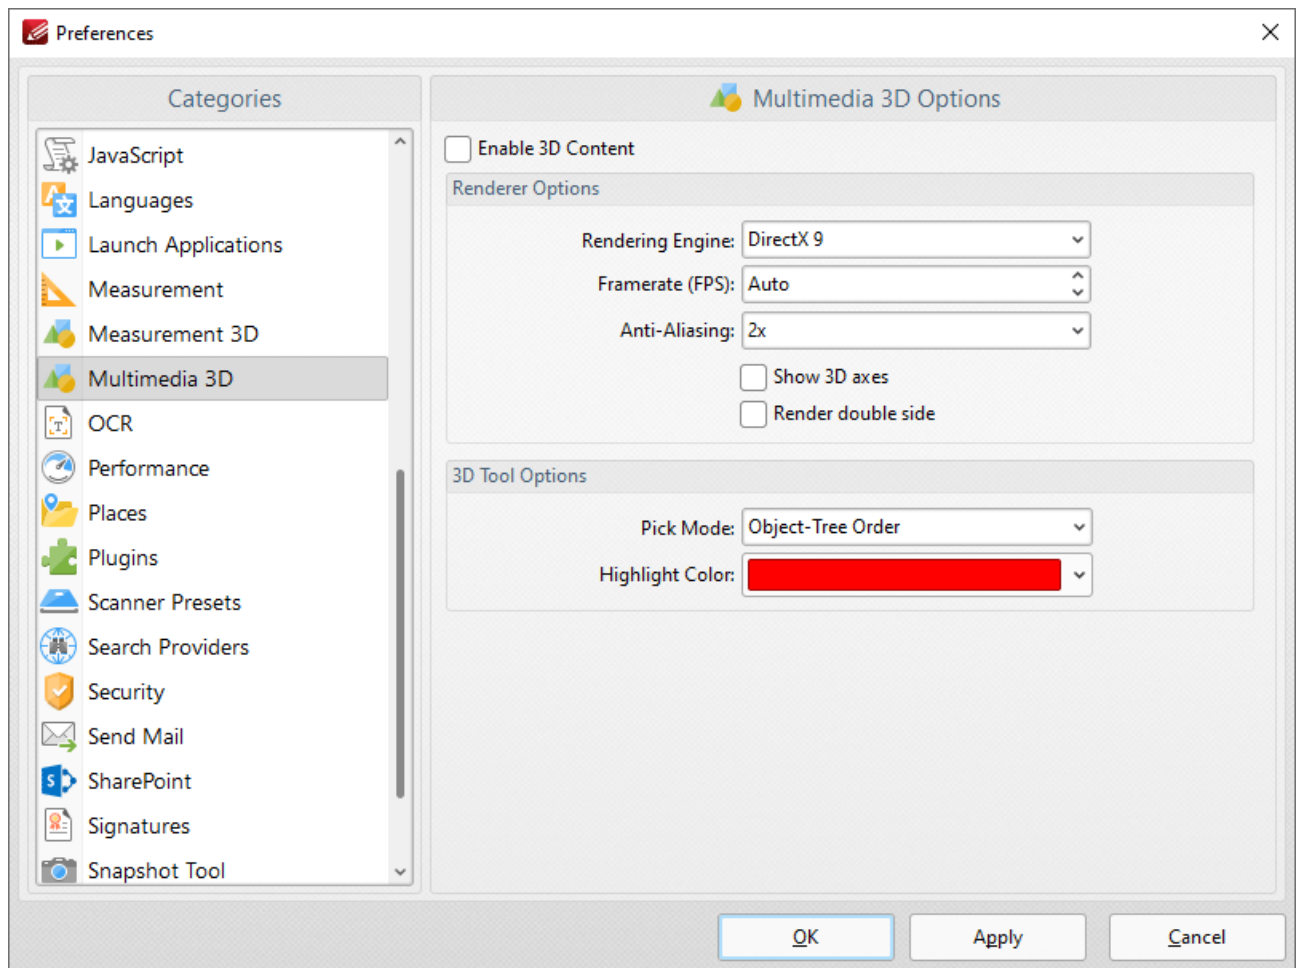 Preferences
Categories
JavaScript
Languages
Launch Applications
Measurement
Measurement 3D
Multimedia 3D
OCR
Performance
Places
Plugins
Scanner Presets
Search Providers
Security
Send Mail
SharePoint
Signatures
Snapshot Tool
Multimedia 3D Options
Enable 3D Content
Renderer Options
Rendering Engine: DirectX 9
Framerate (FPS): Auto
Anti-Aliasing: 2x
Show 3D axes
Render double side
3D Tool Options
Pick Mode: Object-Tree Order
Highlight Color:
OK Apply Cancel